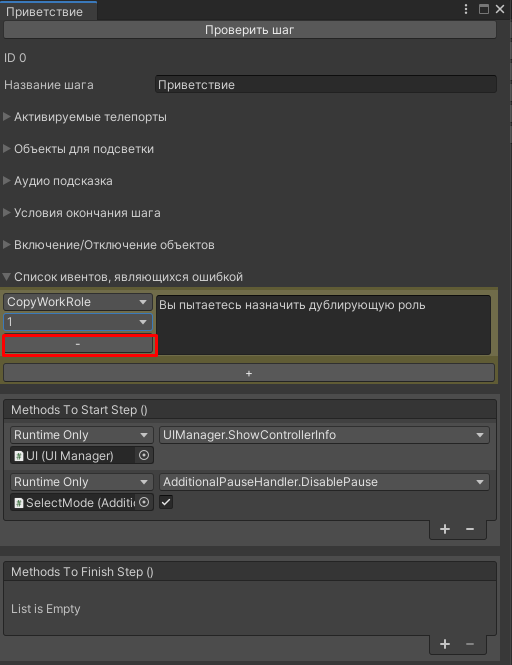 Приветствие
Проверить шаг
ID 0
Название шага Приветствие
Активируемые телепорты
Объекты для подсветки
Аудио подсказка
Условия окончания шага
Включение/Отключение объектов
Список ивентов, являющихся ошибкой
CopyWorkRole Вы пытаетесь назначить дублирующую роль
1
-
+
Methods To Start Step ()
Runtime Only UIManager.ShowControllerInfo
UI (UI Manager)
Runtime Only AdditionalPauseHandler.DisablePause
SelectMode (Additio
+ -
Methods To Finish Step ()
List is Empty
+ -